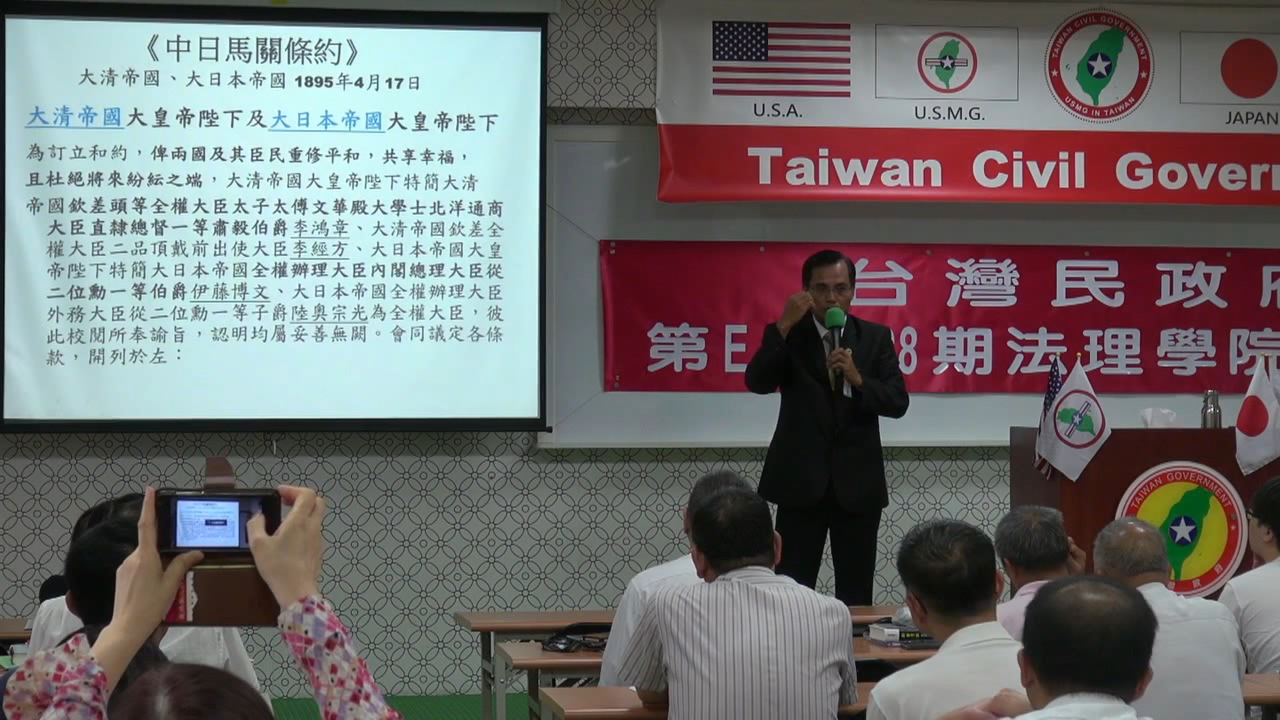 《中日馬關條約》
大清帝國、大日本帝國 1895年4月17日
大清帝國大皇帝陛下及大日本帝國大皇帝陛下
為訂立和約，俾兩國及其臣民重修平和，共享幸福，
且杜絕將來紛紜之端，大清帝國大皇帝陛下特簡大清
帝國欽差頭等全權大臣太子太傅文華殿大學士北洋通商
大臣直隸總督一等肅毅伯爵李鴻章、大清帝國欽差全
權大臣二品頂戴前出使大臣李經方、大日本帝國大皇
帝陛下特簡大日本帝國全權辦理大臣內閣總理大臣從
二位勳一等伯爵伊藤博文、大日本帝國全權辦理大臣
外務大臣從二位勳一等子爵陸奧宗光為全權大臣，彼
此校閱所奉諭旨，認明均屬妥善無闕。會同議定各條
款，開列於左：
U.S.A.
U.S.M.G.
TAIWAN CIVIL GOVERNMENT
USMG IN TAIWAN
JAPAN
Taiwan Civil Gover
台灣民政府
第E 8期法理學院
TAIWAN GOVERNMENT
政府